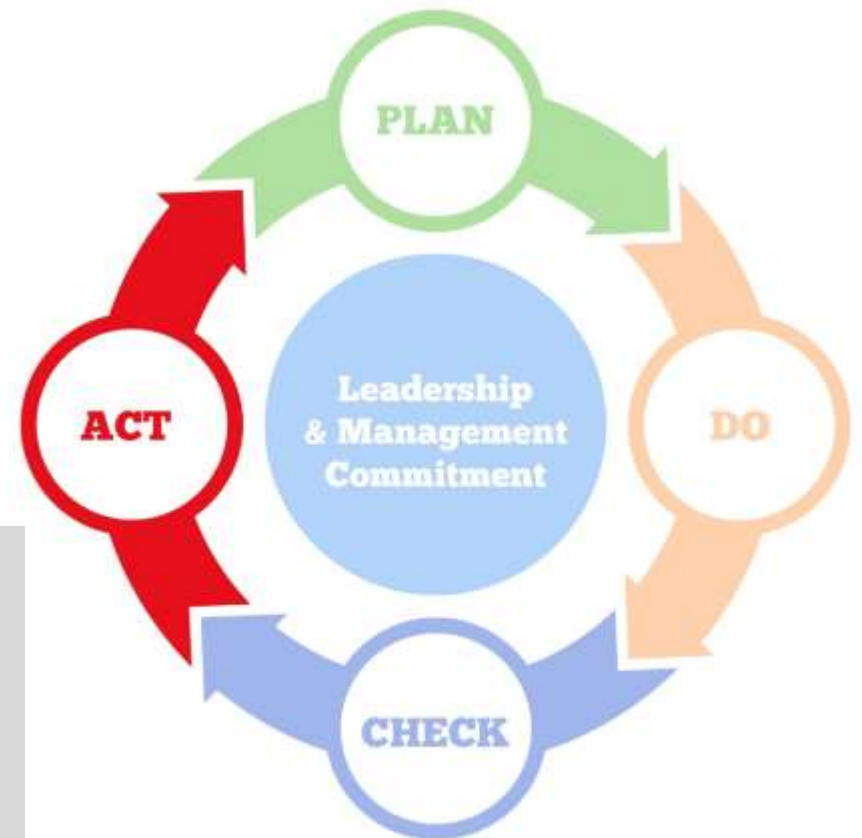 PLAN
DO
CHECK
ACT
Leadership
& Management
Commitment